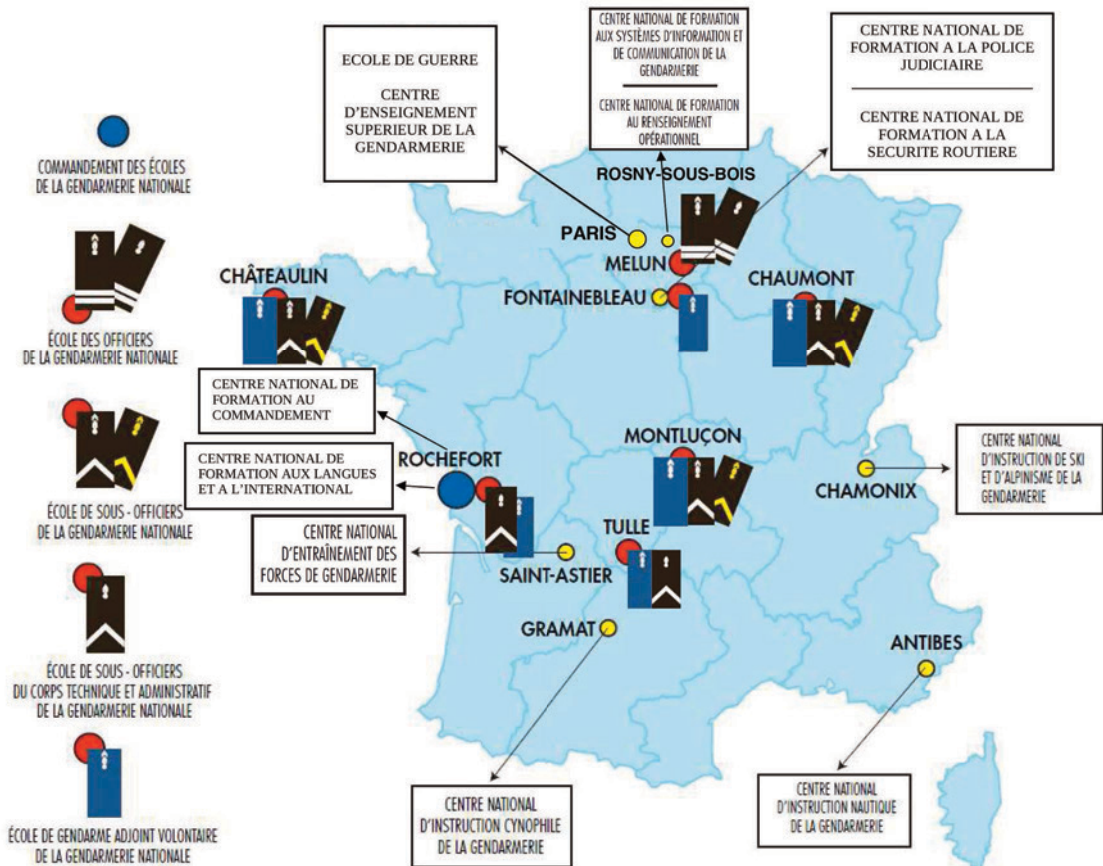 COMMANDEMENT DES ÉCOLES
DE LA GENDARMERIE NATIONALE
ÉCOLE DES OFFICIERS
DE LA GENDARMERIE NATIONALE
ÉCOLE DE SOUS - OFFICIERS
DE LA GENDARMERIE NATIONALE
ÉCOLE DE SOUS - OFFICIERS
DU CORPS TECHNIQUE ET ADMINISTRATIF
DE LA GENDARMERIE NATIONALE
ÉCOLE DE GENDARME ADJOINT VOLONTAIRE
DE LA GENDARMERIE NATIONALE
ECOLE DE GUERRE
CENTRE
D'ENSEIGNEMENT
SUPERIEUR DE LA
GENDARMERIE
CENTRE NATIONAL DE FORMATION
AUX SYSTÈMES D'INFORMATION ET
DE COMMUNICATION DE LA
GENDARMERIE
CENTRE NATIONAL DE FORMATION
AU RENSEIGNEMENT
OPÉRATIONNEL
CENTRE NATIONAL DE
FORMATION A LA POLICE
JUDICIAIRE
CENTRE NATIONAL DE
FORMATION A LA
SECURITE ROUTIERE
ROSNY-SOUS-BOIS
PARIS
MELUN
FONTAINEBLEAU
CHAUMONT
CHÂTEAULIN
CENTRE NATIONAL DE
FORMATION AU
COMMANDEMENT
CENTRE NATIONAL DE
FORMATION AUX LANGUES
ET A L'INTERNATIONAL
ROCHEFORT
MONTLUÇON
CHAMONIX
CENTRE NATIONAL
D'INSTRUCTION DE SKI
ET D'ALPINISME DE LA
GENDARMERIE
CENTRE NATIONAL
D'ENTRAÎNEMENT DES
FORCES DE GENDARMERIE
SAINT-ASTIER
TULLE
GRAMAT
ANTIBES
CENTRE NATIONAL
D'INSTRUCTION CYNOPHILE
DE LA GENDARMERIE
CENTRE NATIONAL
D'INSTRUCTION NAUTIQUE
DE LA GENDARMERIE